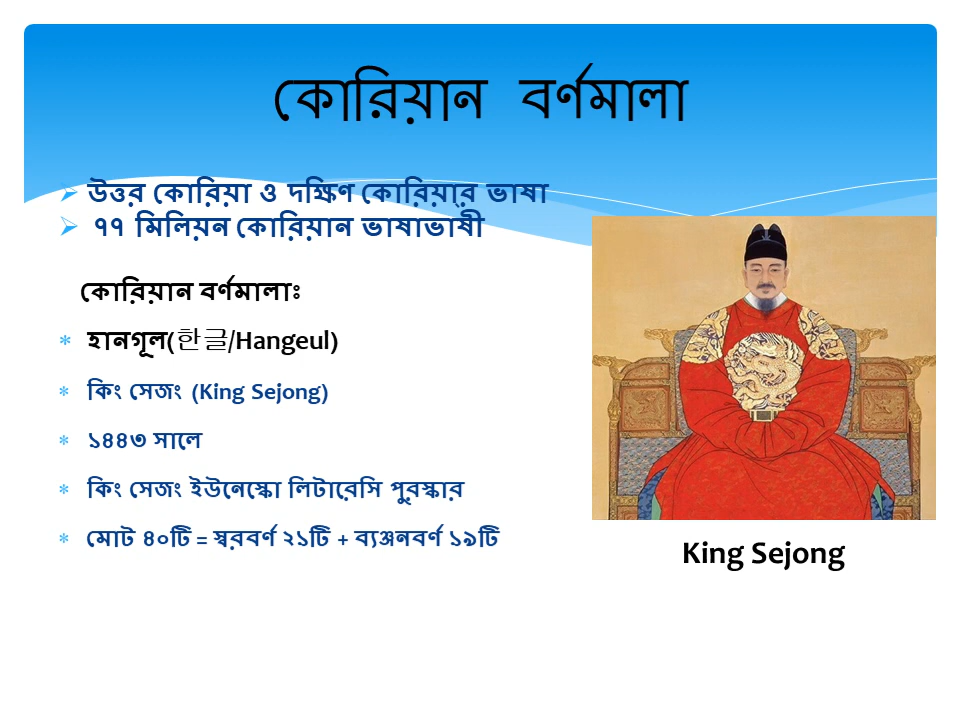 কোরিয়ান বর্ণমালা
উত্তর কোরিয়া ও দক্ষিণ কোরিয়া্র ভাষা
৭৭ মিলিয়ন কোরিয়ান ভাষাভাষী
কোরিয়ান বর্ণমালাঃ
হানগূল(한글/Hangeul)
কিং সেজং (King Sejong)
১৪৪৩ সালে
কিং সেজং ইউনেস্কো লিটারেসি পুরস্কার
মোট ৪০টি = স্বরবর্ণ ২১টি + ব্যঞ্জনবর্ণ ১৯টি
King Sejong